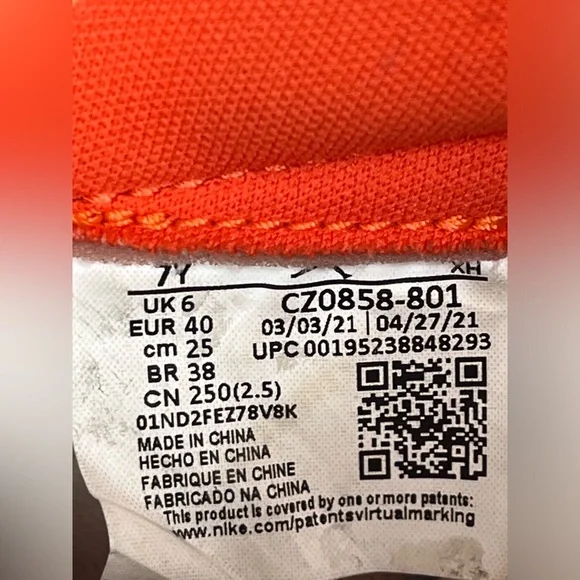 7Y XH
UK 6 CZ0858-801
EUR 40 03/03/21 | 04/27/21
cm 25 UPC 00195238848293
BR 38
CN 250(2.5)
01ND2FEZ78V8K
MADE IN CHINA
HECHO EN CHINA
FABRIQUE EN CHINE
FABRICADO NA CHINA
This product is covered by one or more patents:
www.nike.com/patentsvirtualmarking